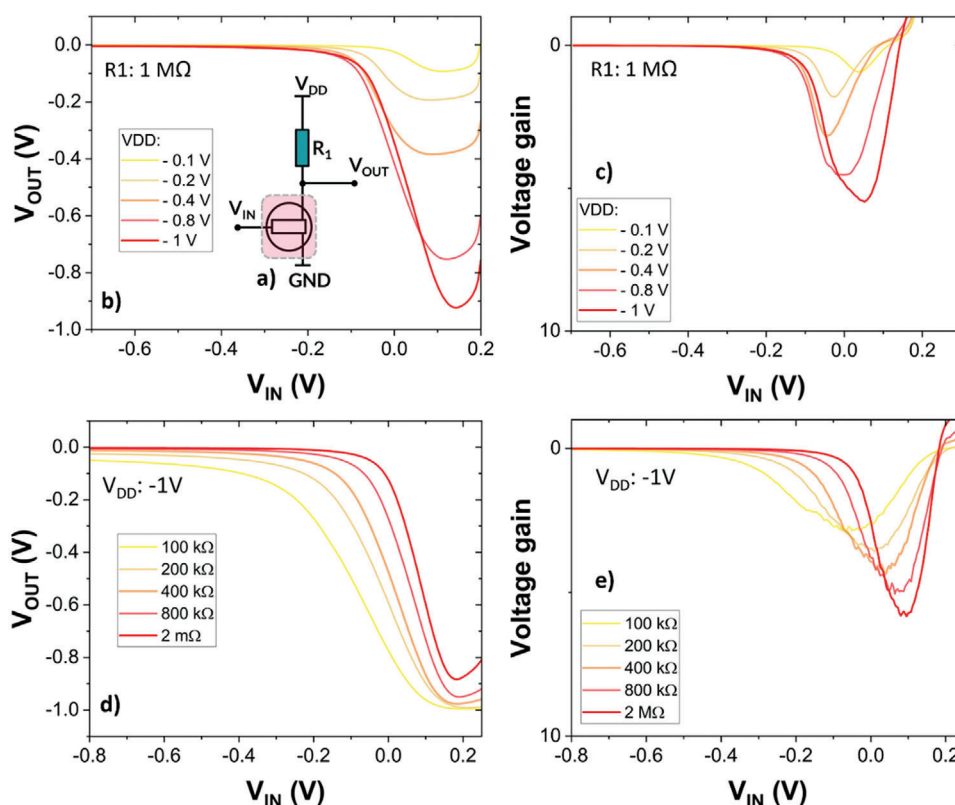 R1: 1 MΩ
VDD:
- 0.1 V
- 0.2 V
- 0.4 V
- 0.8 V
- 1 V
V_DD
R_1
V_OUT
V_IN
a)
GND
b)
V_OUT (V)
0.0
-0.2
-0.4
-0.6
-0.8
-1.0
-0.6
-0.4
-0.2
0.0
0.2
V_IN (V)
R1: 1 MΩ
c)
VDD:
- 0.1 V
- 0.2 V
- 0.4 V
- 0.8 V
- 1 V
Voltage gain
0
10
-0.6
-0.4
-0.2
0.0
0.2
V_IN (V)
V_DD: -1V
100 kΩ
200 kΩ
400 kΩ
800 kΩ
2 mΩ
d)
V_OUT (V)
0.0
-0.2
-0.4
-0.6
-0.8
-1.0
-0.8
-0.6
-0.4
-0.2
0.0
0.2
V_IN (V)
V_DD: -1V
e)
100 kΩ
200 kΩ
400 kΩ
800 kΩ
2 MΩ
Voltage gain
0
10
-0.8
-0.6
-0.4
-0.2
0.0
0.2
V_IN (V)